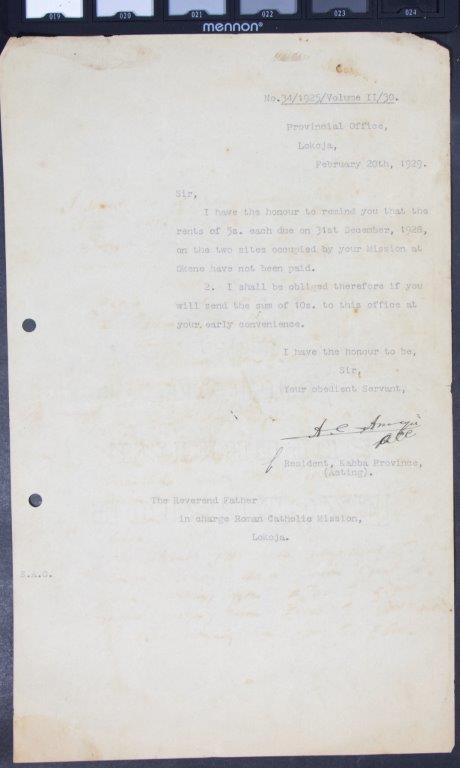 019 020 021 022 023 024
mennon
No.34/1925/Volume II/30.
Provincial Office,
Lokoja,
February 20th, 1929.
Sir,
I have the honour to remind you that the
rents of 5s. each due on 31st December, 1928,
on the two sites occupied by your Mission at
Okene have not been paid.
2. I shall be obliged therefore if you
will send the sum of 10s. to this office at
your early convenience.
I have the honour to be,
Sir,
Your obedient Servant,
Resident, Kabba Province,
(Acting).
The Reverend Father
in charge Roman Catholic Mission,
Lokoja.